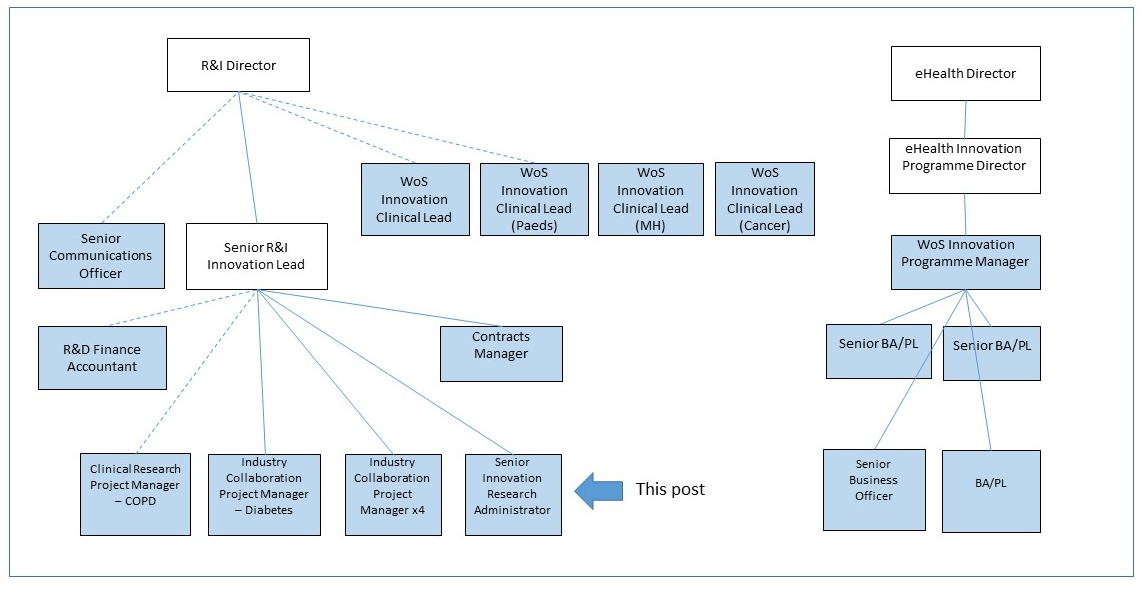 R&I Director
eHealth Director
eHealth Innovation
Programme Director
WoS
Innovation
Clinical Lead
WoS
Innovation
Clinical Lead
(Paeds)
WoS
Innovation
Clinical Lead
(MH)
WoS
Innovation
Clinical Lead
(Cancer)
Senior
Communications
Officer
Senior R&I
Innovation Lead
WoS Innovation
Programme Manager
R&D Finance
Accountant
Contracts
Manager
Senior BA/PL
Senior BA/PL
Clinical Research
Project Manager
– COPD
Industry
Collaboration
Project Manager
– Diabetes
Industry
Collaboration
Project
Manager x4
Senior
Innovation
Research
Administrator
This post
Senior
Business
Officer
BA/PL